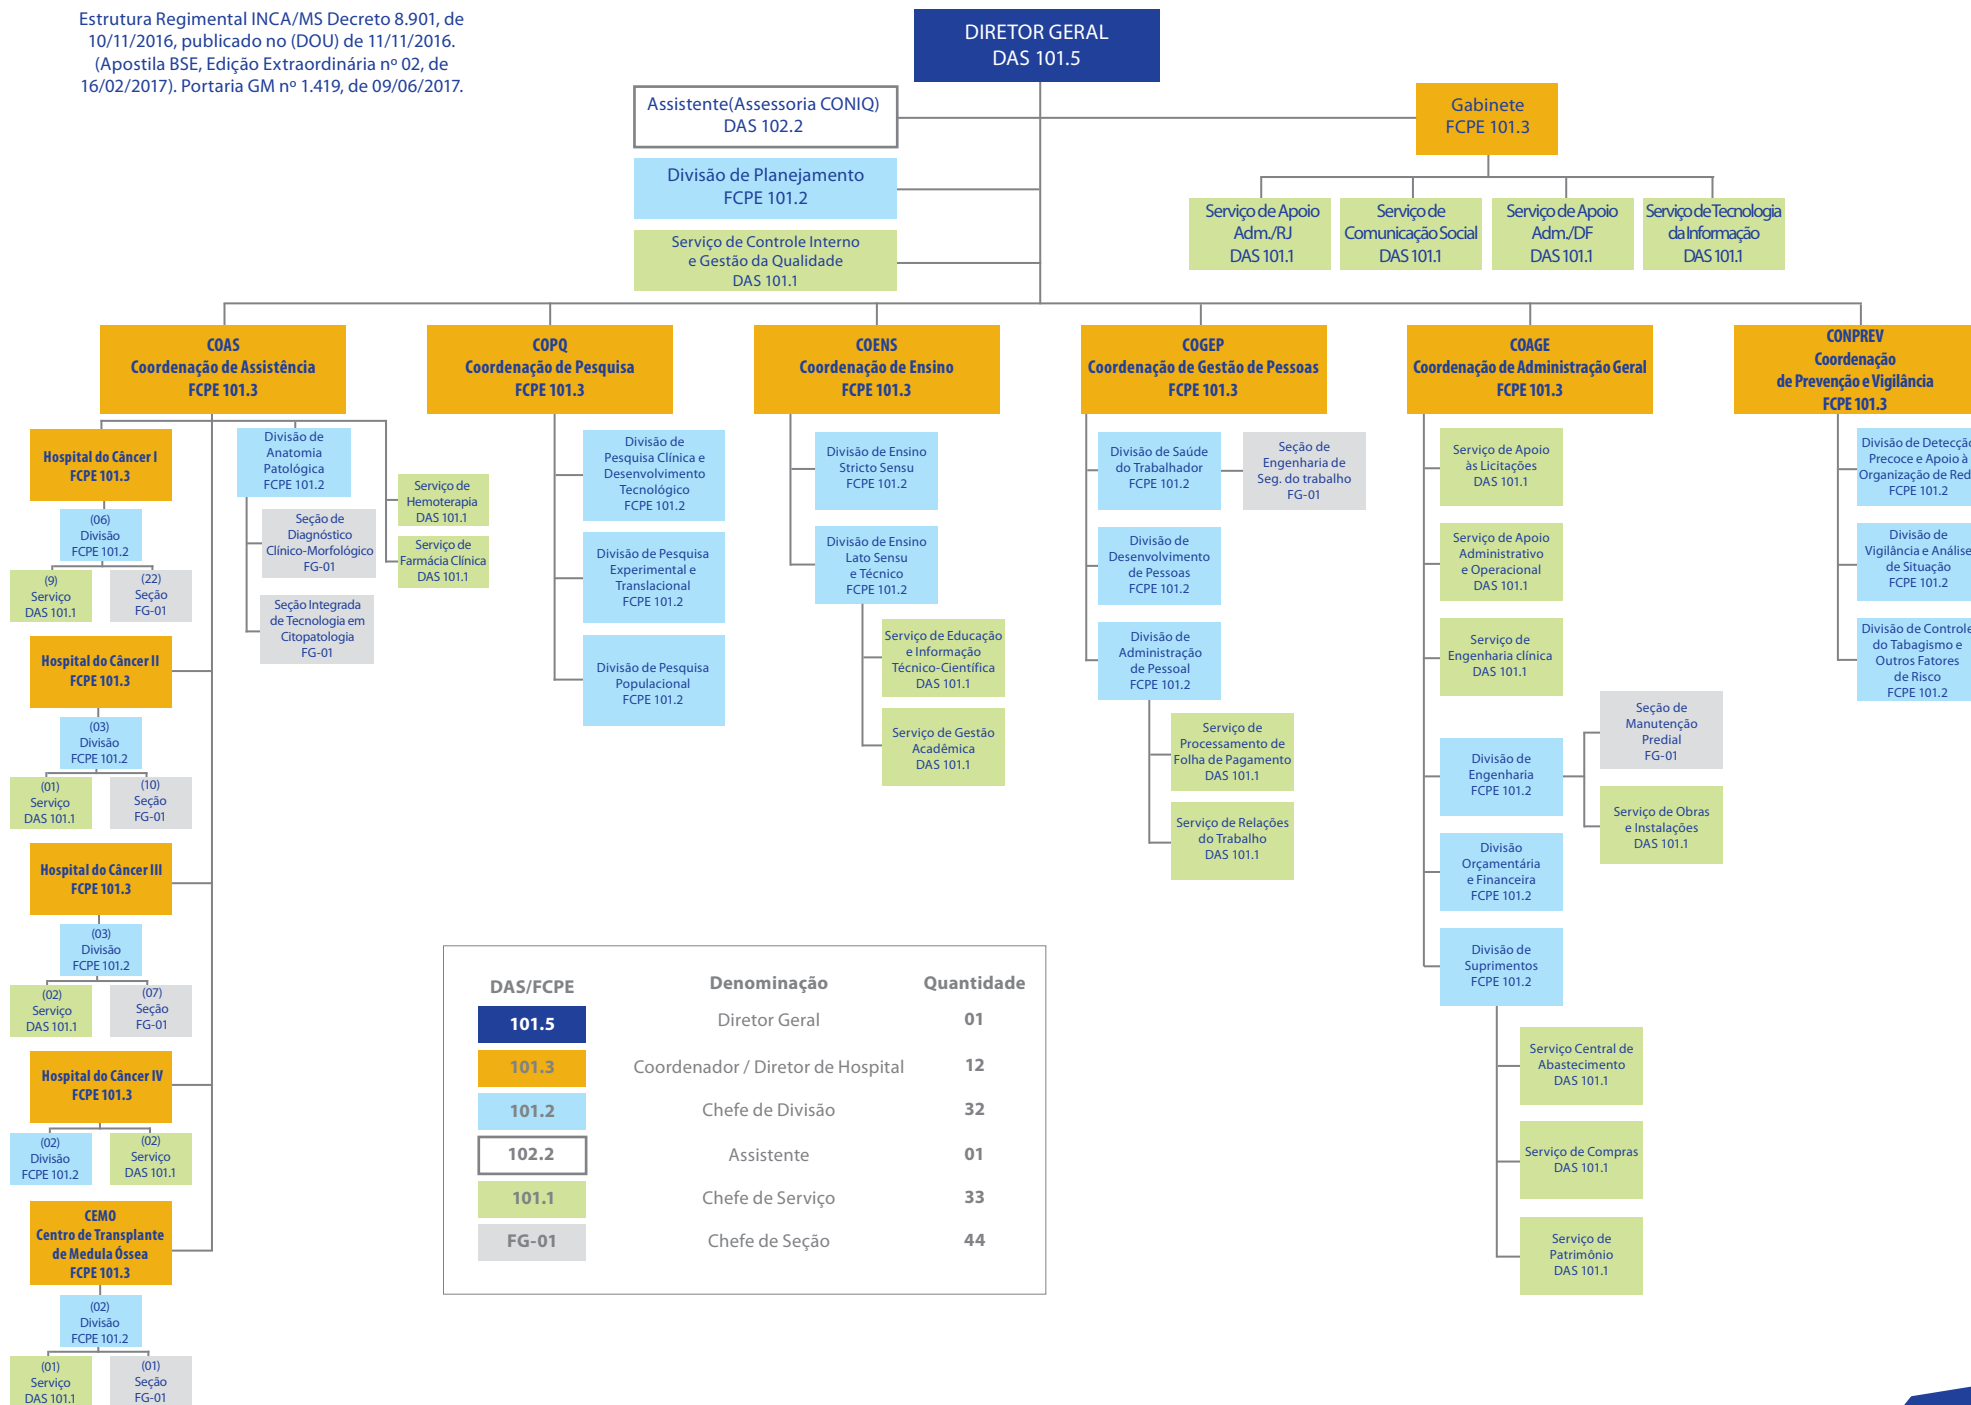 Estrutura Regimental INCA/MS Decreto 8.901, de
10/11/2016, publicado no (DOU) de 11/11/2016.
(Apostila BSE, Edição Extraordinária nº 02, de
16/02/2017). Portaria GM nº 1.419, de 09/06/2017.
DIRETOR GERAL
DAS 101.5
Assistente(Assessoria CONIQ)
DAS 102.2
Gabinete
FCPE 101.3
Divisão de Planejamento
FCPE 101.2
Serviço de Controle Interno
e Gestão da Qualidade
DAS 101.1
Serviço de Apoio
Adm./RJ
DAS 101.1
Serviço de
Comunicação Social
DAS 101.1
Serviço de Apoio
Adm./DF
DAS 101.1
Serviço de Tecnologia
da Informação
DAS 101.1
COAS
Coordenação de Assistência
FCPE 101.3
Hospital do Câncer I
FCPE 101.3
(06)
Divisão
FCPE 101.2
(9)
Serviço
DAS 101.1
(22)
Seção
FG-01
Hospital do Câncer II
FCPE 101.3
(03)
Divisão
FCPE 101.2
(01)
Serviço
DAS 101.1
(10)
Seção
FG-01
Hospital do Câncer III
FCPE 101.3
(03)
Divisão
FCPE 101.2
(02)
Serviço
DAS 101.1
(07)
Seção
FG-01
Hospital do Câncer IV
FCPE 101.3
(02)
Divisão
FCPE 101.2
(02)
Serviço
DAS 101.1
CEMO
Centro de Transplante
de Medula Óssea
FCPE 101.3
(02)
Divisão
FCPE 101.2
(01)
Serviço
DAS 101.1
(01)
Seção
FG-01
Divisão de
Anatomia
Patológica
FCPE 101.2
Seção de
Diagnóstico
Clínico-Morfológico
FG-01
Seção Integrada
de Tecnologia em
Citopatologia
FG-01
Serviço de
Hemoterapia
DAS 101.1
Serviço de
Farmácia Clínica
DAS 101.1
COPQ
Coordenação de Pesquisa
FCPE 101.3
Divisão de
Pesquisa Clínica e
Desenvolvimento
Tecnológico
FCPE 101.2
Divisão de Pesquisa
Experimental e
Translacional
FCPE 101.2
Divisão de Pesquisa
Populacional
FCPE 101.2
COENS
Coordenação de Ensino
FCPE 101.3
Divisão de Ensino
Stricto Sensu
FCPE 101.2
Divisão de Ensino
Lato Sensu
e Técnico
FCPE 101.2
Serviço de Educação
e Informação
Técnico-Científica
DAS 101.1
Serviço de Gestão
Acadêmica
DAS 101.1
COGEP
Coordenação de Gestão de Pessoas
FCPE 101.3
Divisão de Saúde
do Trabalhador
FCPE 101.2
Seção de
Engenharia de
Seg. do trabalho
FG-01
Divisão de
Desenvolvimento
de Pessoas
FCPE 101.2
Divisão de
Administração
de Pessoal
FCPE 101.2
Serviço de
Processamento de
Folha de Pagamento
DAS 101.1
Serviço de Relações
do Trabalho
DAS 101.1
COAGE
Coordenação de Administração Geral
FCPE 101.3
Serviço de Apoio
às Licitações
DAS 101.1
Serviço de Apoio
Administrativo
e Operacional
DAS 101.1
Serviço de
Engenharia clínica
DAS 101.1
Divisão de
Engenharia
FCPE 101.2
Seção de
Manutenção
Predial
FG-01
Serviço de Obras
e Instalações
DAS 101.1
Divisão
Orçamentária
e Financeira
FCPE 101.2
Divisão de
Suprimentos
FCPE 101.2
Serviço Central de
Abastecimento
DAS 101.1
Serviço de Compras
DAS 101.1
Serviço de
Patrimônio
DAS 101.1
CONPREV
Coordenação
de Prevenção e Vigilância
FCPE 101.3
Divisão de Detecção
Precoce e Apoio à
Organização de Red
FCPE 101.2
Divisão de
Vigilância e Análise
de Situação
FCPE 101.2
Divisão de Controle
do Tabagismo e
Outros Fatores
de Risco
FCPE 101.2
DAS/FCPE Denominação Quantidade
101.5 Diretor Geral 01
101.3 Coordenador / Diretor de Hospital 12
101.2 Chefe de Divisão 32
102.2 Assistente 01
101.1 Chefe de Serviço 33
FG-01 Chefe de Seção 44